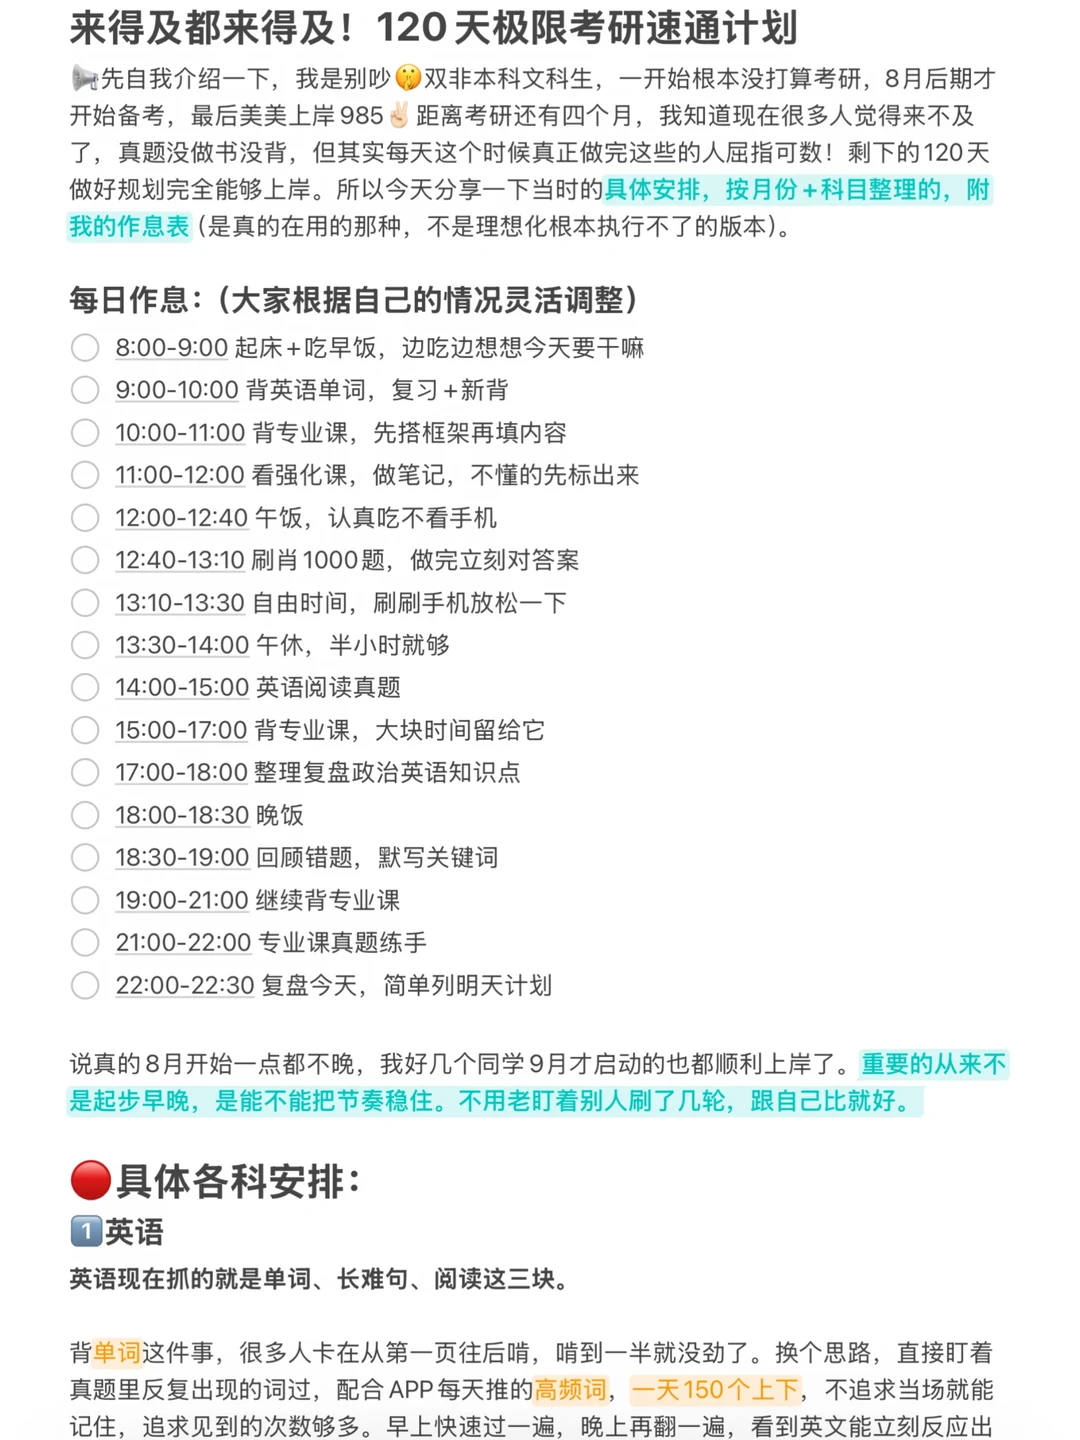 来得及都来得及！120天极限考研速通计划
📢先自我介绍一下，我是别吵🤫双非本科文科生，一开始根本没打算考研，8月后期才
开始备考，最后美美上岸985✌🏻距离考研还有四个月，我知道现在很多人觉得来不及
了，真题没做书没背，但其实每天这个时候真正做完这些的人屈指可数！剩下的120天
做好规划完全能够上岸。所以今天分享一下当时的具体安排，按月份+科目整理的，附
我的作息表（是真的在用的那种，不是理想化根本执行不了的版本）。
每日作息：（大家根据自己的情况灵活调整）
8:00-9:00 起床+吃早饭，边吃边想想今天要干嘛
9:00-10:00 背英语单词，复习+新背
10:00-11:00 背专业课，先搭框架再填内容
11:00-12:00 看强化课，做笔记，不懂的先标出来
12:00-12:40 午饭，认真吃不看手机
12:40-13:10 刷肖1000题，做完立刻对答案
13:10-13:30 自由时间，刷刷手机放松一下
13:30-14:00 午休，半小时就够
14:00-15:00 英语阅读真题
15:00-17:00 背专业课，大块时间留给它
17:00-18:00 整理复盘政治英语知识点
18:00-18:30 晚饭
18:30-19:00 回顾错题，默写关键词
19:00-21:00 继续背专业课
21:00-22:00 专业课真题练手
22:00-22:30 复盘今天，简单列明天计划
说真的8月开始一点都不晚，我好几个同学9月才启动的也都顺利上岸了。重要的从来不
是起步早晚，是能不能把节奏稳住。不用老盯着别人刷了几轮，跟自己比就好。
🔴具体各科安排：
1️⃣英语
英语现在抓的就是单词、长难句、阅读这三块。
背单词这件事，很多人卡在从第一页往后啃，啃到一半就没劲了。换个思路，直接盯着
真题里反复出现的词过，配合APP每天推的高频词，一天150个上下，不追求当场就能
记住，追求见到的次数够多。早上快速过一遍，晚上再翻一遍，看到英文能立刻反应出